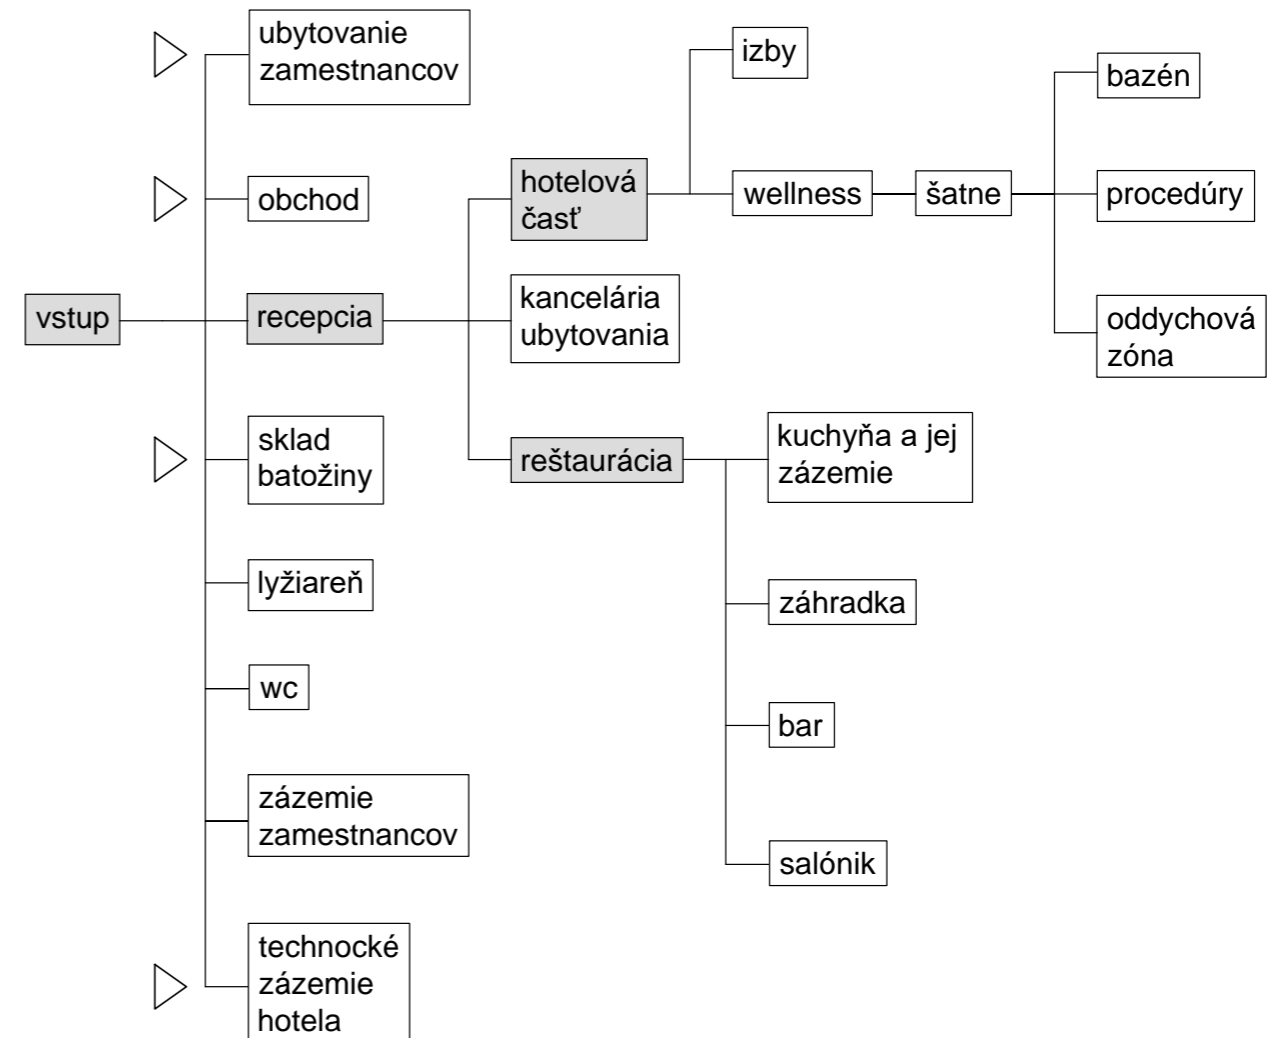 ubytovanie
zamestnancov
izby
bazén
hotelová
časť
wellness
šatne
procedúry
obchod
vstup
recepcia
kancelária
ubytovania
oddychová
zóna
sklad
batožiny
reštaurácia
kuchyňa a jej
zázemie
lyžiareň
záhradka
wc
bar
zázemie
zamestnancov
salónik
technocké
zázemie
hotela